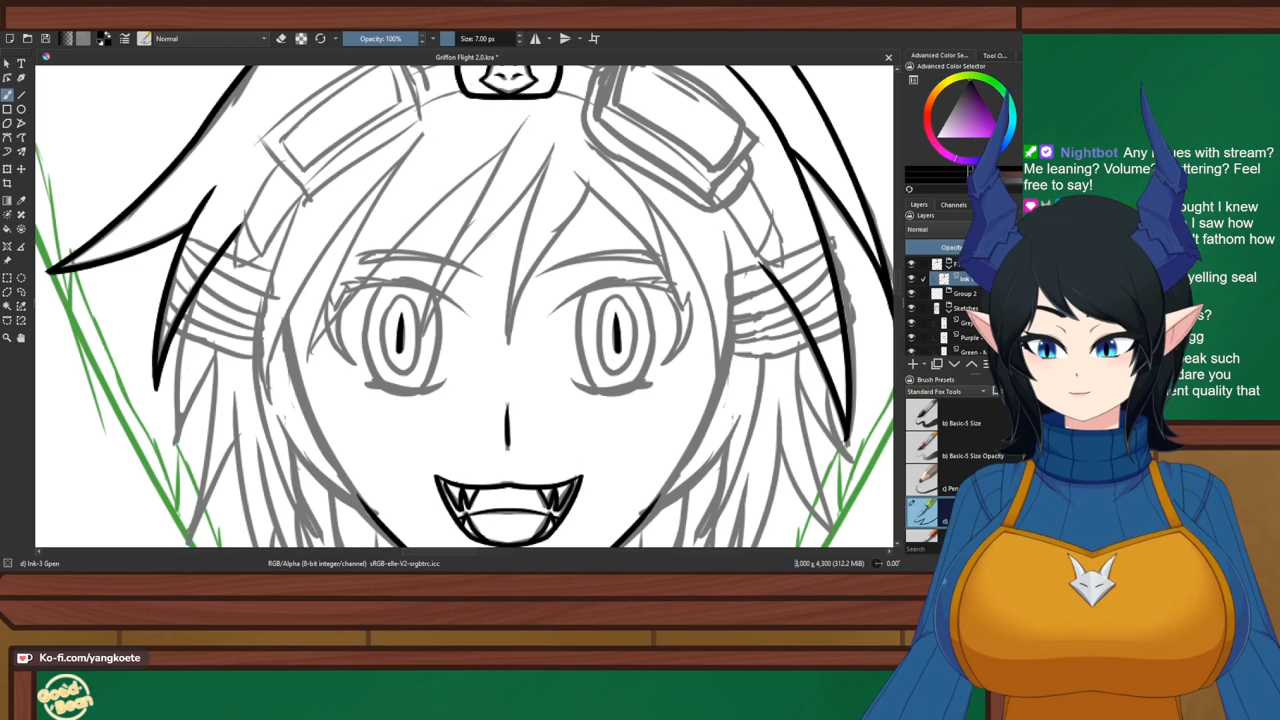 Normal
Opacity: 100%
Size: 7.00 px
Griffon Flight 2.0.kra *
Advanced Color Se...
Tool O...
Advanced Color Selector
Nightbot Any
with stream?
Me leaning? Volume?
Feel
free to say!
ought I knew
I saw how
fathom how
yelling seal
eak such
dare you
quality that
Layers
Channels
Layers
Normal
Group 2
Sketches
Purple -
Green -
Brush Presets
Standard Fox Tools
b) Basic-5 Size
b) Basic-5 Size Opacity
Search
d) Ink-3 Gpen
RGB/Alpha (8-bit integer/channel) sRGB-elle-V2-srgbtrc.icc
3,000 x 4,300 (312.2 MiB)
0.00°
Ko-fi.com/yangkoete
Good
Bean